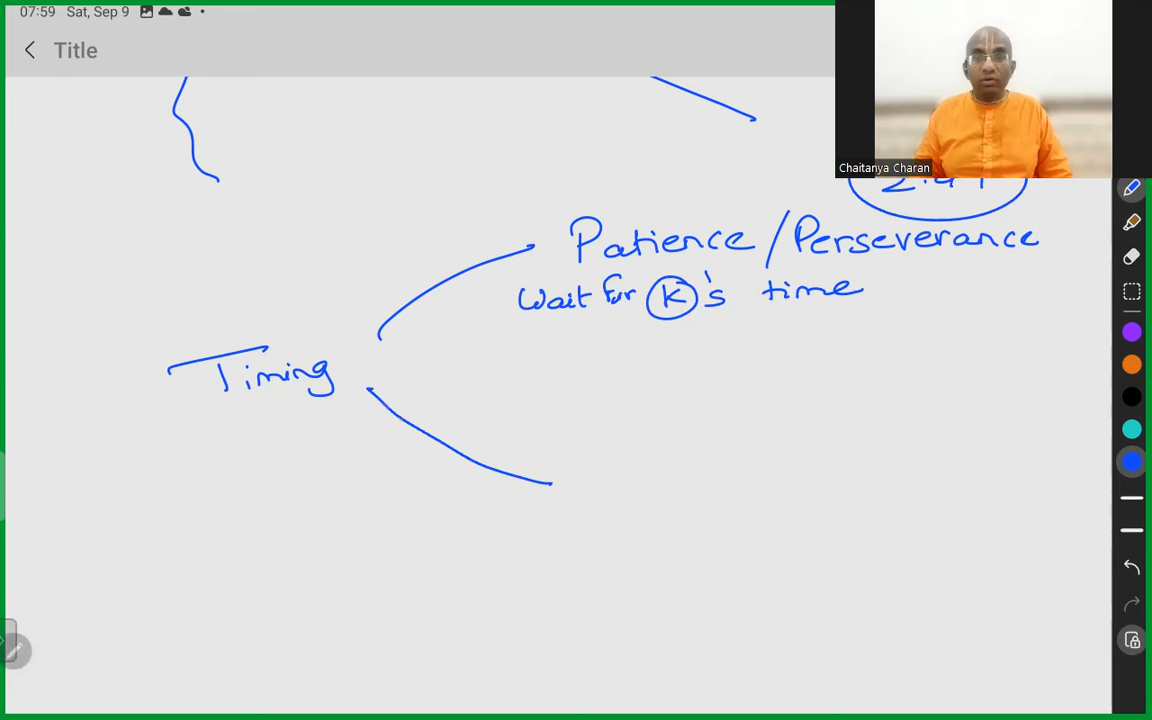 07:59 Sat, Sep 9
Title
Chaitanya Charan
Patience / Perseverance
Wait for K's time
Timing